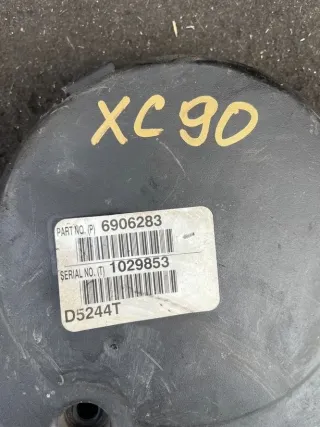 XC90
PART NO. (P) 6906283
SERIAL NO. (T) 1029853
D5244T